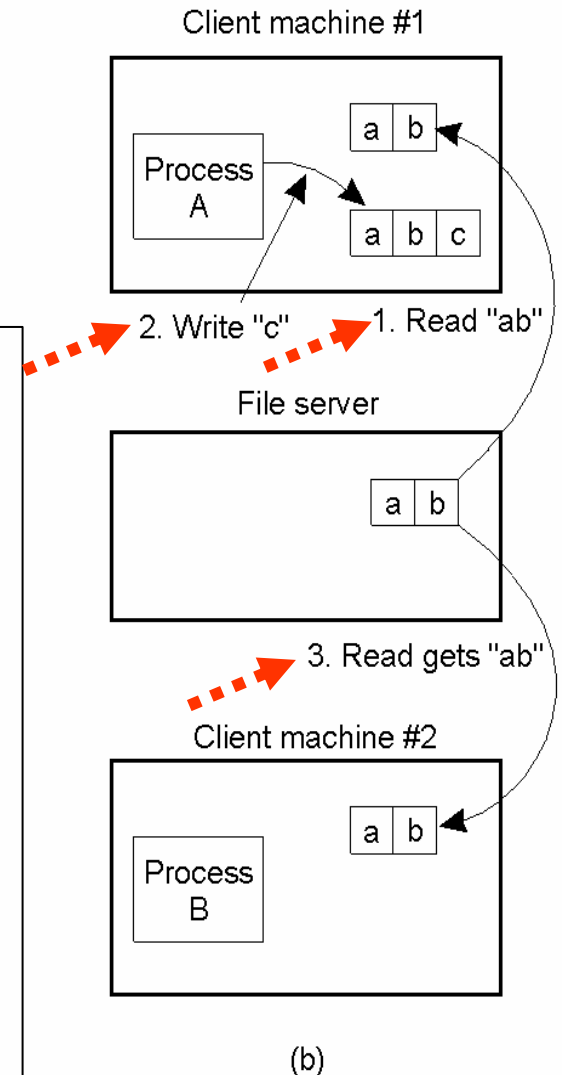 Client machine #1
a b
Process
A
a b c
2. Write "c"
1. Read "ab"
File server
a b
3. Read gets "ab"
Client machine #2
a b
Process
B
(b)